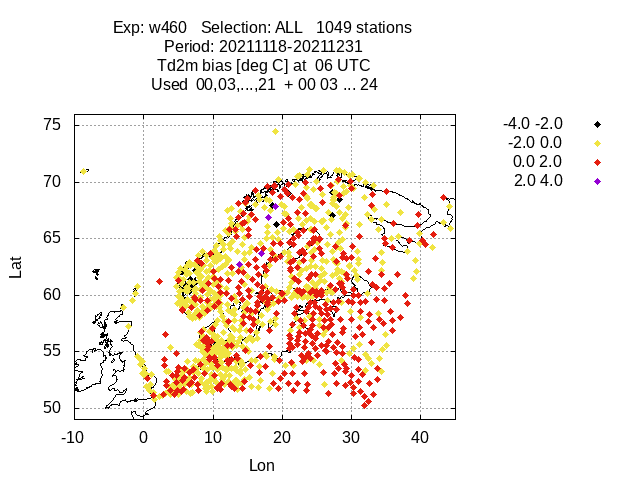 Exp: w460   Selection: ALL   1049 stations
Period: 20211118-20211231
Td2m bias [deg C] at  06 UTC
Used  00,03,...,21  + 00 03 ... 24
-4.0 -2.0
-2.0  0.0
0.0  2.0
2.0  4.0
75
70
65
60
55
50
Lat
-10 0 10 20 30 40
Lon